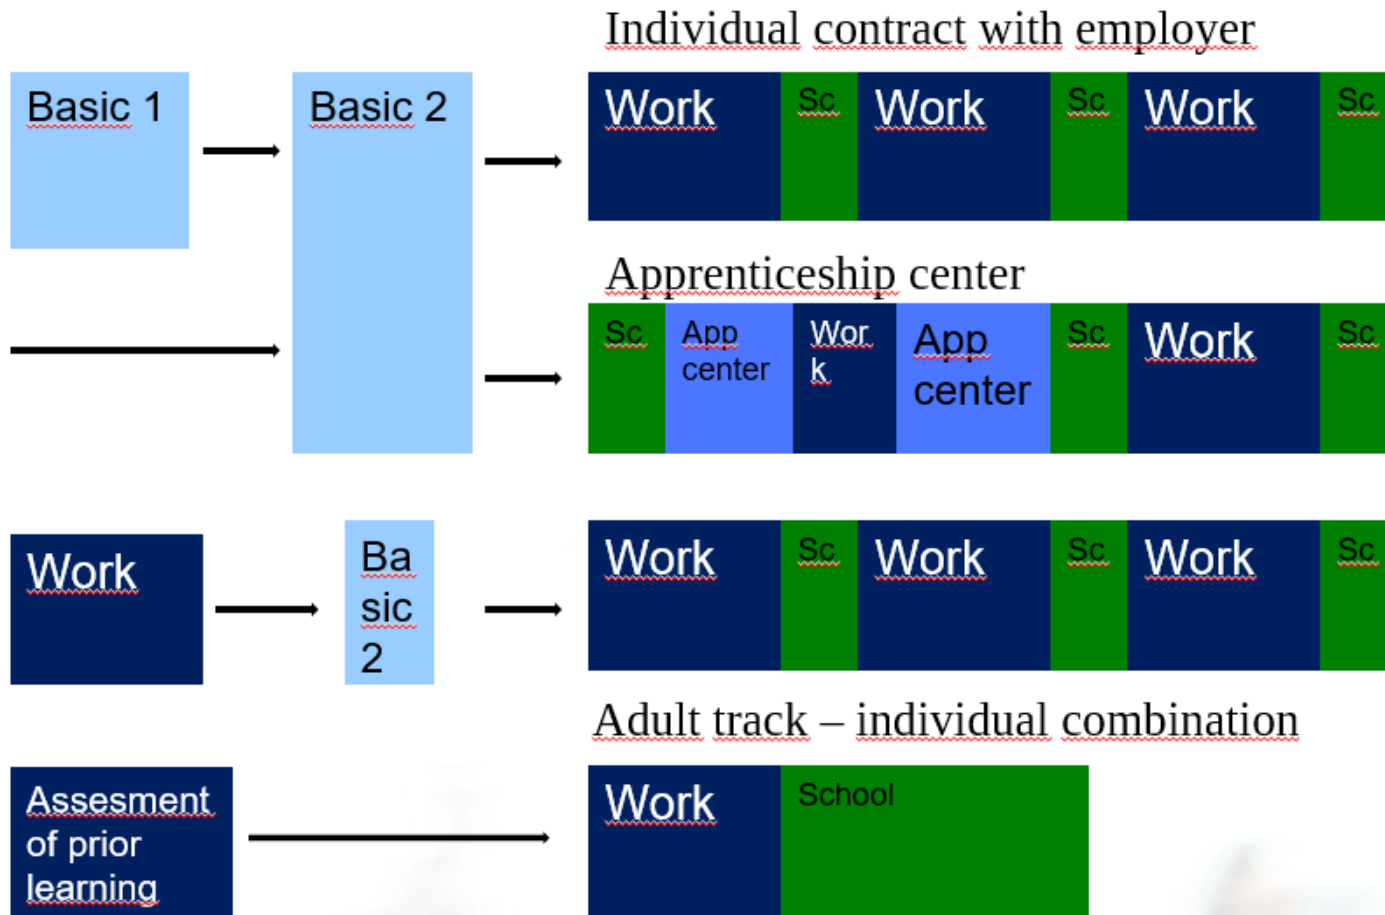 Individual contract with employer
Basic 1
Basic 2
Work
Sc
Work
Sc
Work
Sc
Apprenticeship center
Sc
App
center
Wor
k
App
center
Sc
Work
Sc
Work
Ba
sic
2
Work
Sc
Work
Sc
Work
Sc
Adult track – individual combination
Assesment
of prior
learning
Work
School